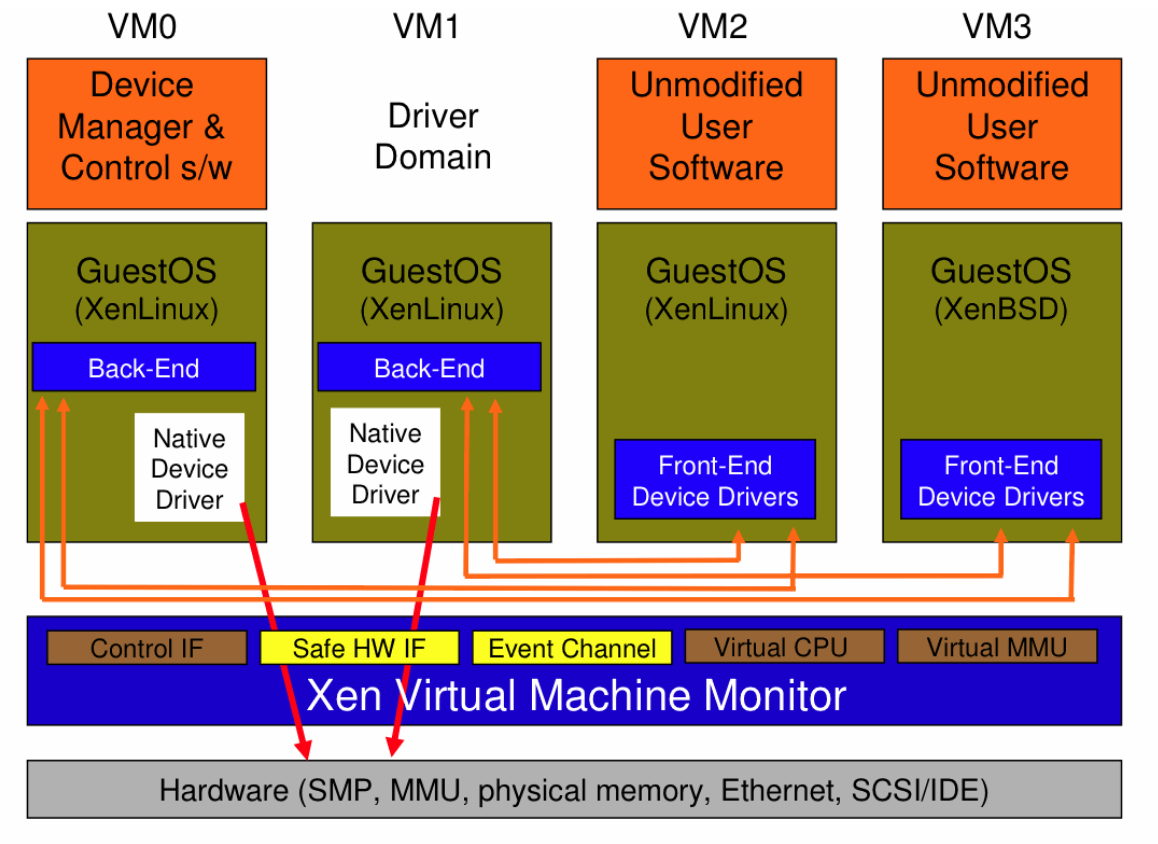 VM0
VM1
VM2
VM3
Device
Manager &
Control s/w
Driver
Domain
Unmodified
User
Software
Unmodified
User
Software
GuestOS
(XenLinux)
GuestOS
(XenLinux)
GuestOS
(XenLinux)
GuestOS
(XenBSD)
Back-End
Back-End
Native
Device
Driver
Native
Device
Driver
Front-End
Device Drivers
Front-End
Device Drivers
Control IF
Safe HW IF
Event Channel
Virtual CPU
Virtual MMU
Xen Virtual Machine Monitor
Hardware (SMP, MMU, physical memory, Ethernet, SCSI/IDE)